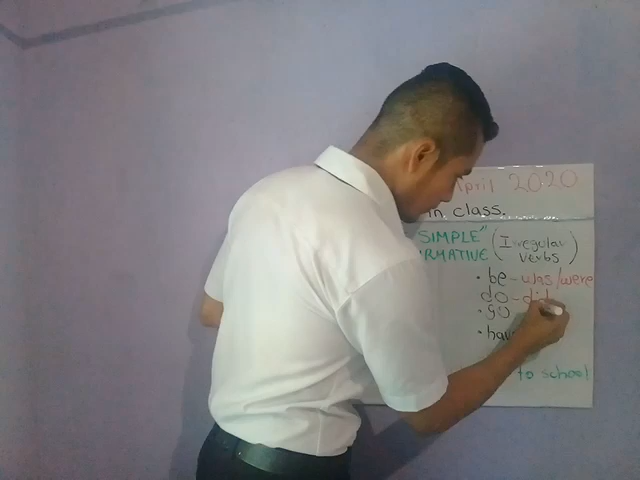 April 2020
in class.
SIMPLE" (Irregular
RMATIVE verbs)
• be - was/were
do - did
• go
• hav
to school